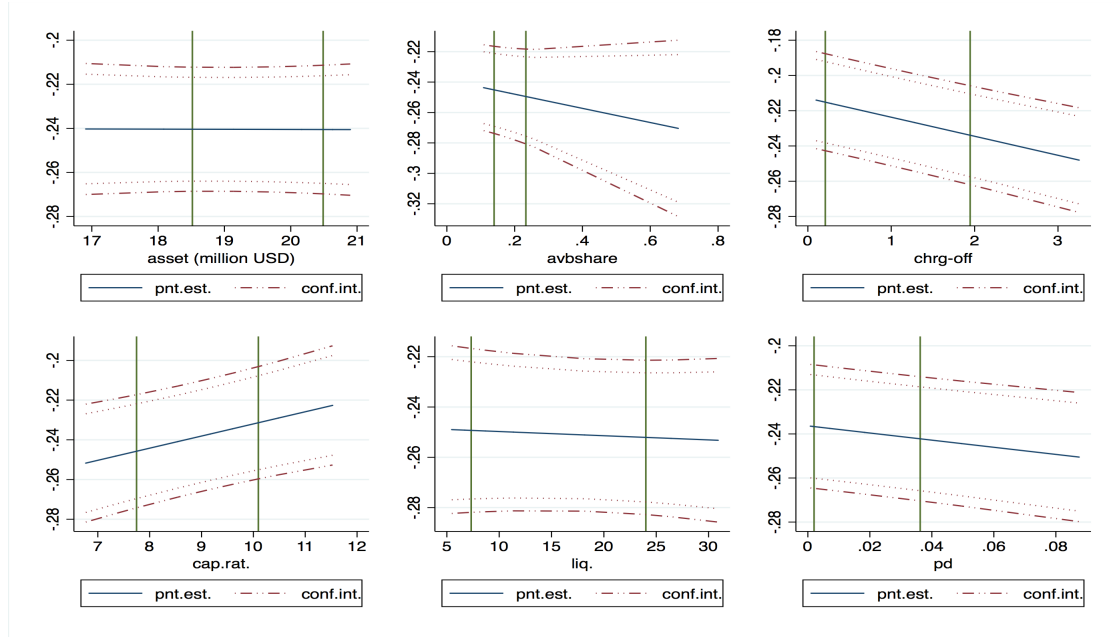 -.2
-.22
-.24
-.26
-.28
17 18 19 20 21
asset (million USD)
pnt.est. conf.int.
-.22
-.24
-.26
-.28
-.3
-.32
0 .2 .4 .6 .8
avbshare
pnt.est. conf.int.
-.18
-.2
-.22
-.24
-.26
-.28
0 1 2 3
chrg-off
pnt.est. conf.int.
-.2
-.22
-.24
-.26
-.28
7 8 9 10 11 12
cap.rat.
pnt.est. conf.int.
-.22
-.24
-.26
-.28
5 10 15 20 25 30
liq.
pnt.est. conf.int.
-.2
-.22
-.24
-.26
-.28
0 .02 .04 .06 .08
pd
pnt.est. conf.int.